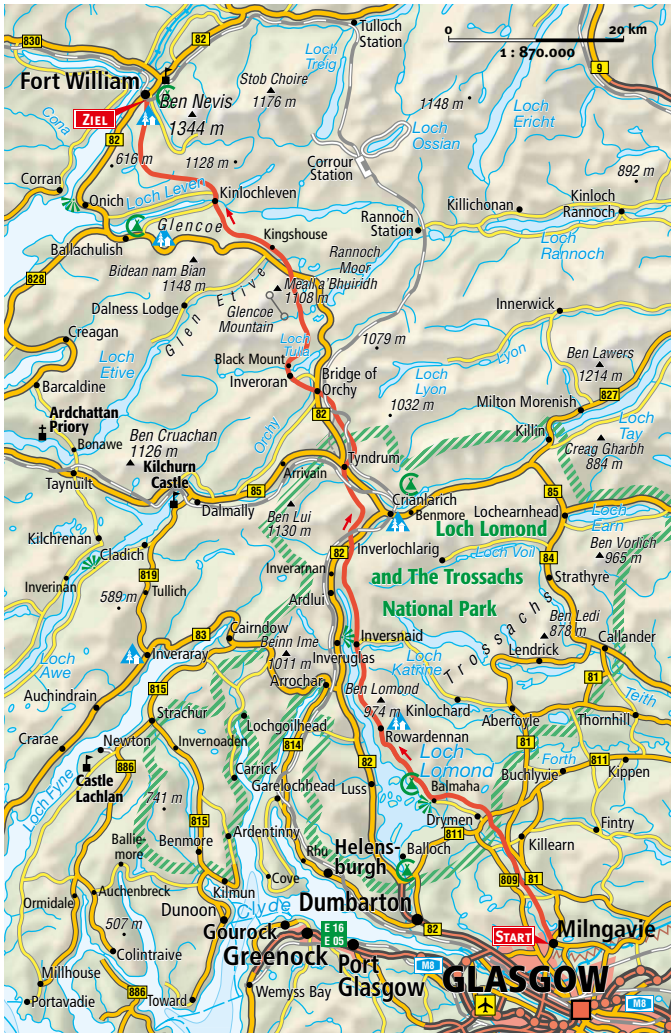 830
82
Tulloch
Station
Loch
Treig
0
20 km
1 : 870.000
9
Fort William
Stob Choire
1176 m
Ben Nevis
1344 m
ZIEL
1148 m
Loch
Ericht
Cona
82
Loch
Ossian
616 m
1128 m
Corrour
Station
892 m
Corran
Loch Leven
Kinlochleven
Onich
Killichonan
Kinloch
Rannoch
Glencoe
Rannoch
Station
Ballachulish
Kingshouse
Loch
Rannoch
Bidean nam Bian
1148 m
Rannoch
Moor
828
Meall a'Bhuiridh
1108 m
Dalness Lodge
Glen Etive
Glencoe
Mountain
Innerwick
Creagan
Loch
Tulla
1079 m
Lyon
Ben Lawers
1214 m
Loch
Etive
Black Mount
Loch
Lyon
Barcaldine
Inveroran
Bridge of
Orchy
827
Ardchattan
Priory
82
1032 m
Milton Morenish
Loch
Tay
Bonawe
Ben Cruachan
1126 m
Orchy
Killin
Creag Gharbh
884 m
Kilchurn
Castle
Arrivain
Tyndrum
Taynuilt
85
85
Dalmally
Crianlarich
Benmore
Lochearnhead
Ben Lui
1130 m
Loch Lomond
Loch
Earn
Kilchrenan
Cladich
82
Inverlochlarig
Loch Voil
Ben Vorlich
965 m
84
819
Inverarnan
and The Trossachs
Strathyre
Inverinan
589 m
Tullich
Ardlui
National Park
Trossachs
Cairndow
83
Ben Ledi
878 m
Beinn Ime
1011 m
Inversnaid
Callander
Loch
Awe
Inveraray
Inveruglas
Loch
Katrine
Lendrick
815
Arrochar
Ben Lomond
974 m
81
Auchindrain
Teith
Strachur
Kinlochard
Aberfoyle
Thornhill
Lochgoilhead
Rowardennan
Crarae
Newton
Invernoaden
814
81
Forth
811
886
Loch
Lomond
Castle
Lachlan
Carrick
82
Buchlyvie
Kippen
Loch Fyne
Garelochhead
Luss
Balmaha
741 m
Drymen
Fintry
815
Ardentinny
811
Ballie-
more
Benmore
Helens-
burgh
Balloch
Killearn
Rhu
Auchenbreck
Kilmun
Cove
809
81
Ormidale
Dunoon
Clyde
Dumbarton
507 m
Gourock
E 16
E 05
82
START
Milngavie
Colintraive
Greenock
Port
Glasgow
M8
GLASGOW
Millhouse
886
M8
Portavadie
Toward
Wemyss Bay